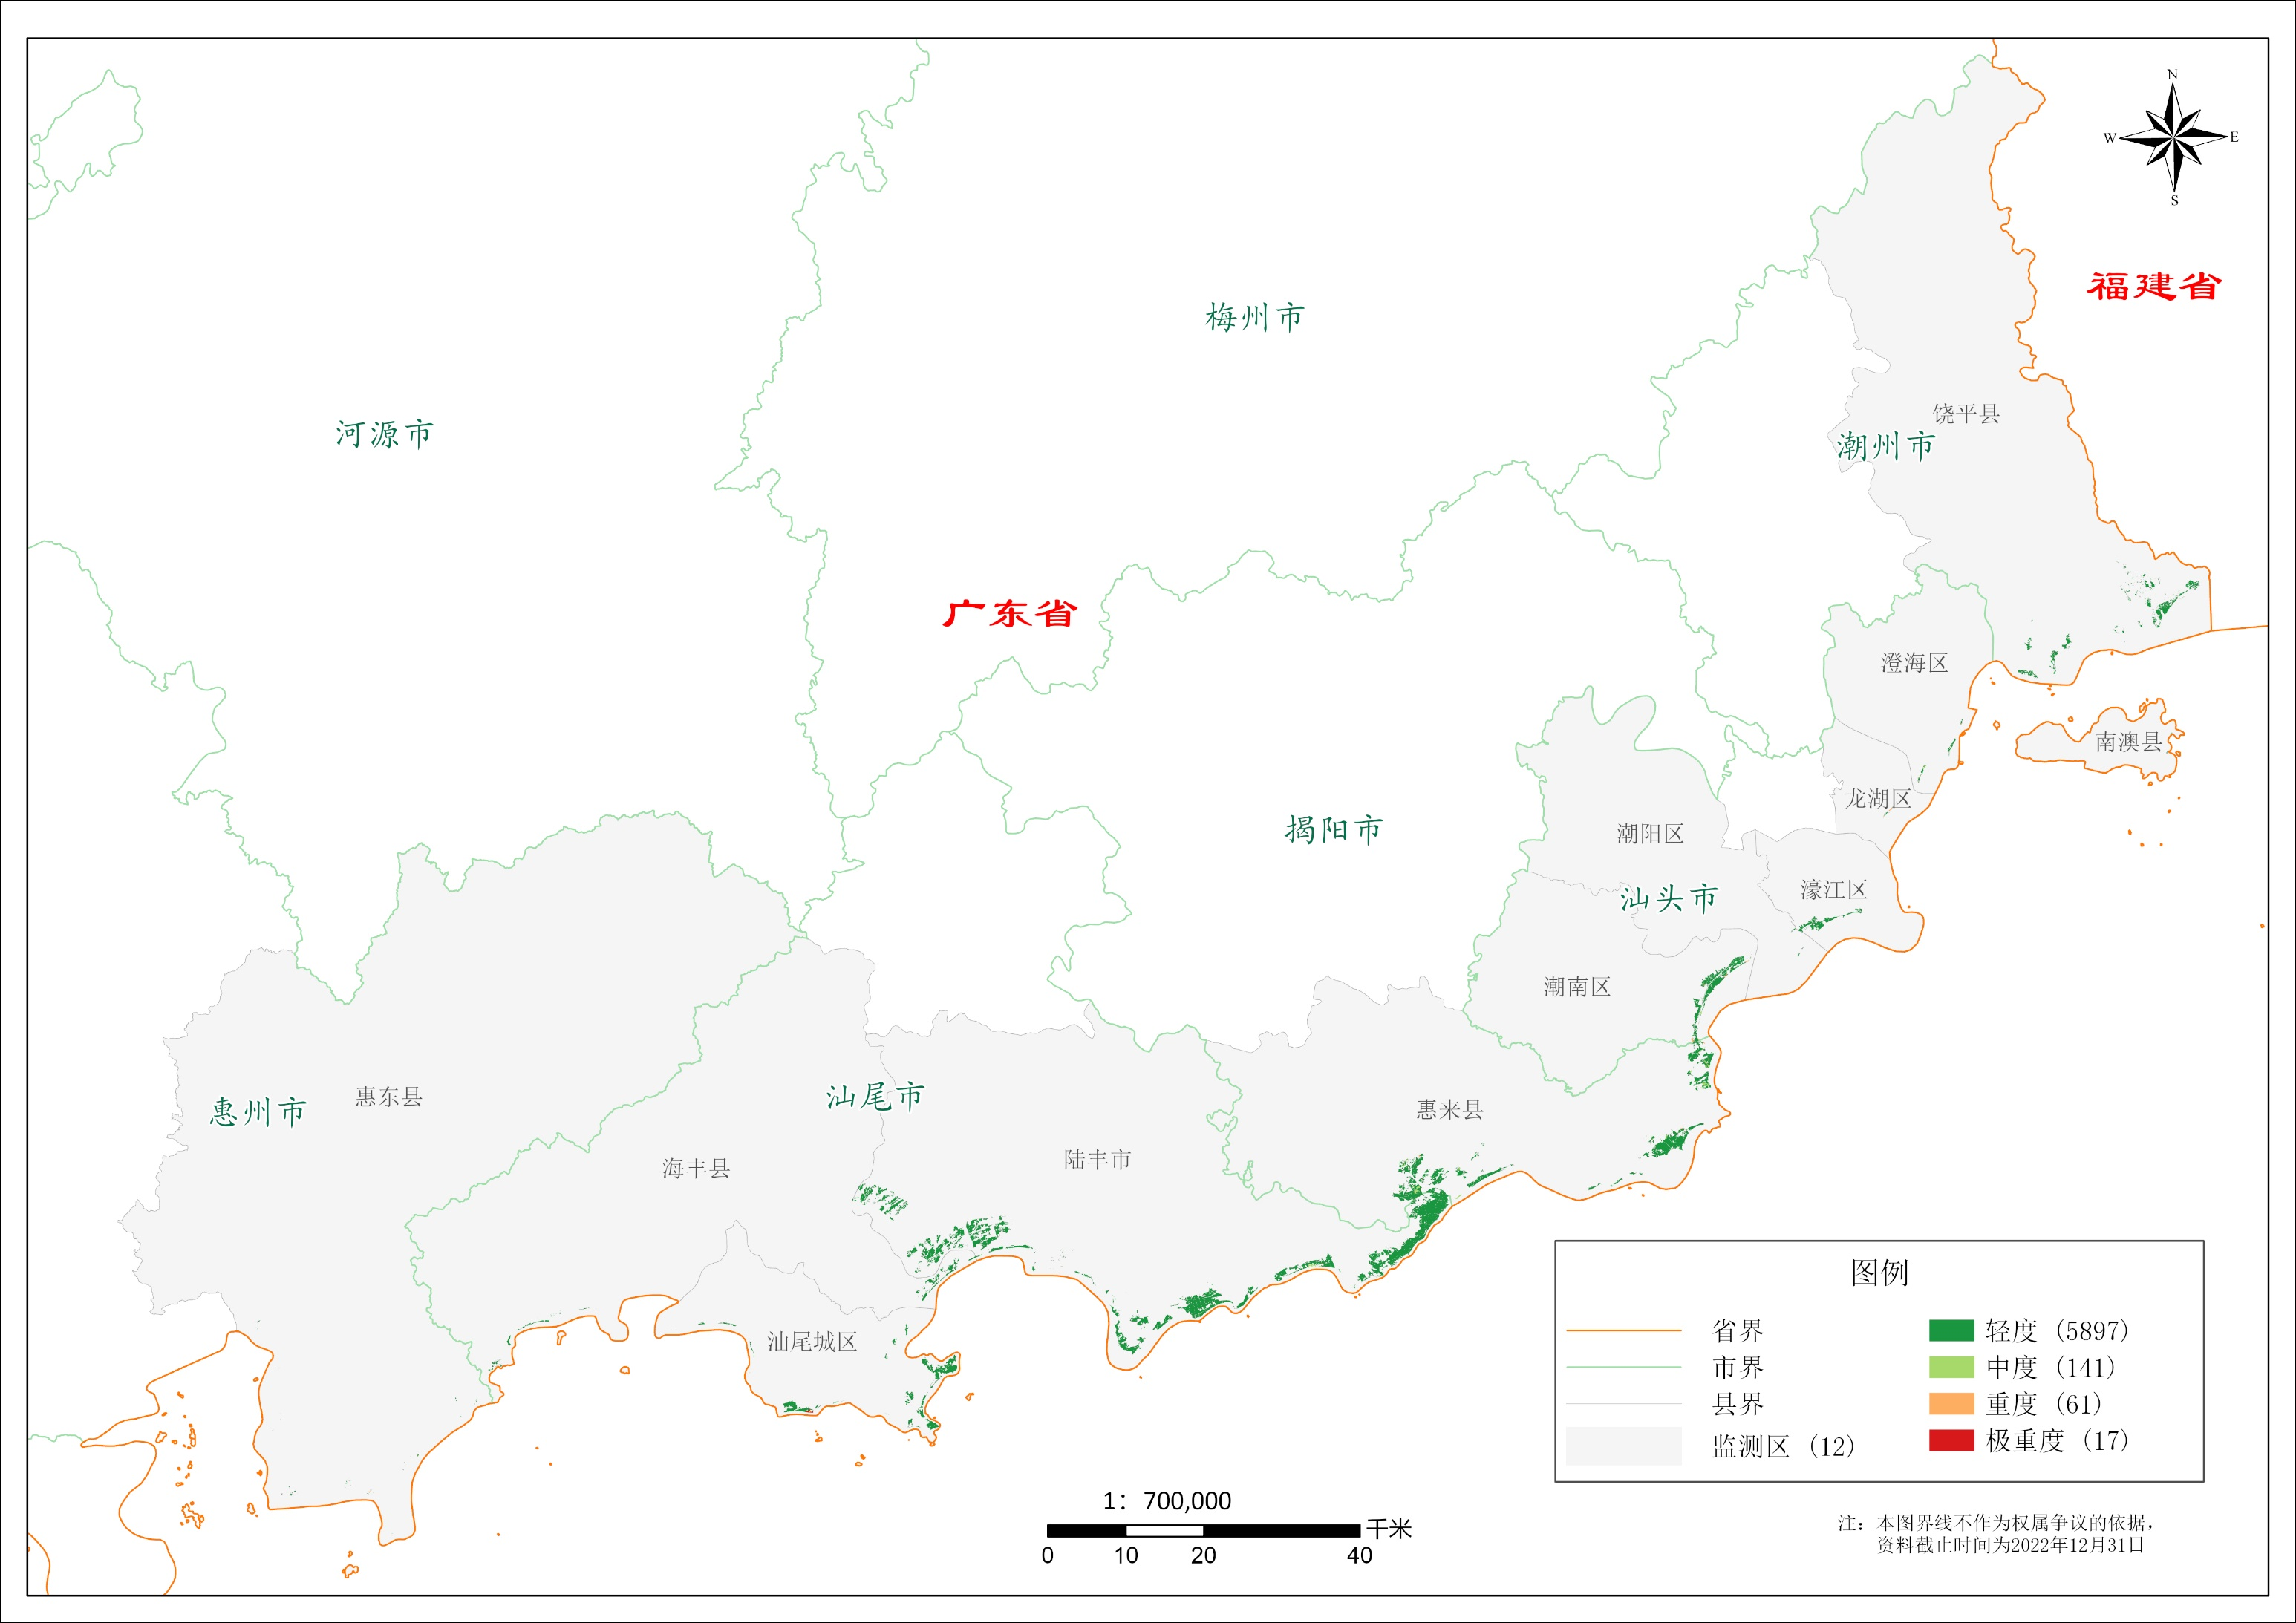 N
W
E
S
福建省
梅州市
饶平县
河源市
潮州市
广东省
澄海区
南澳县
龙湖区
揭阳市
潮阳区
濠江区
汕头市
潮南区
惠东县
惠州市
汕尾市
惠来县
陆丰市
海丰县
汕尾城区
图例
省界
轻度（5897）
市界
中度（141）
县界
重度（61）
监测区（12）
极重度（17）
1：700,000
千米
0 10 20 40
注：本图界线不作为权属争议的依据，
资料截止时间为2022年12月31日